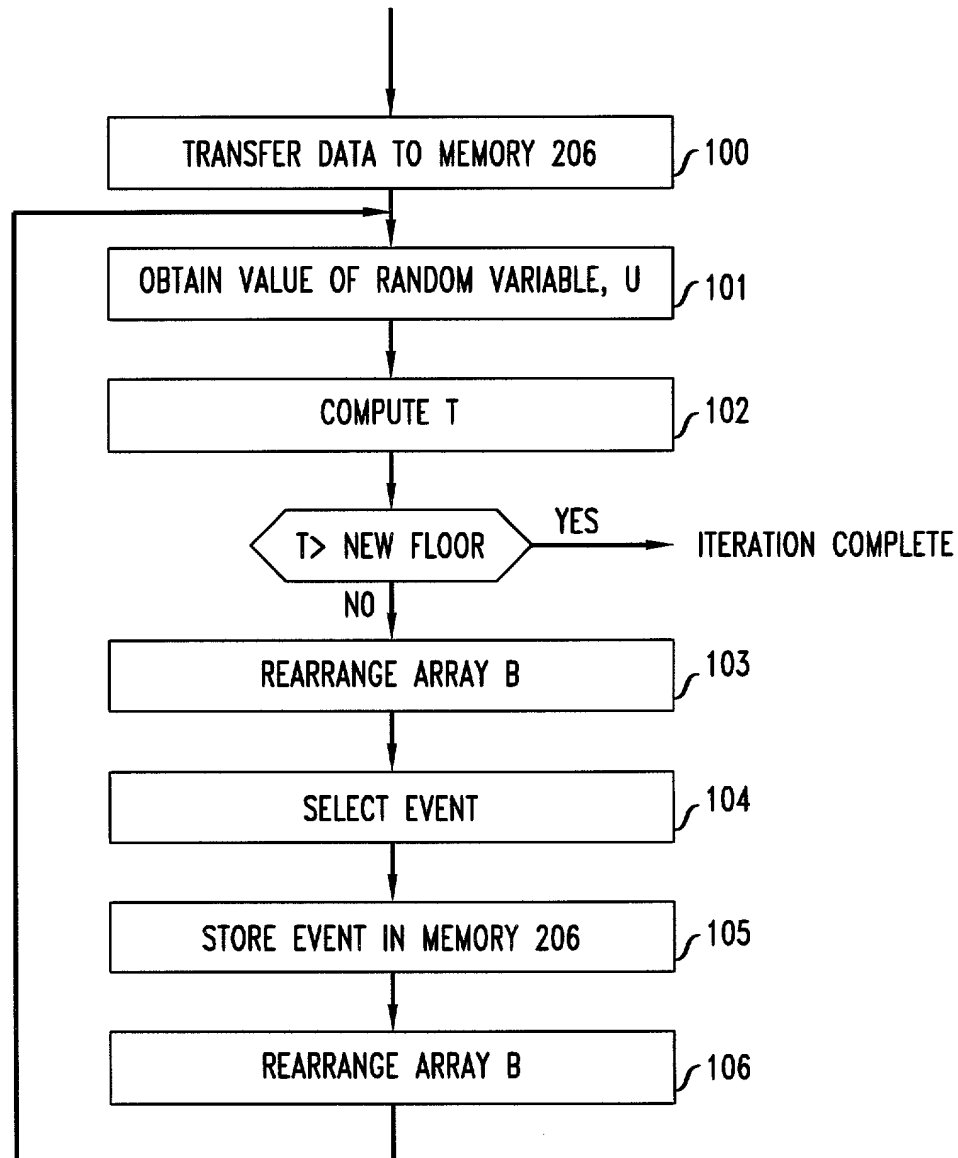 TRANSFER DATA TO MEMORY 206
100
OBTAIN VALUE OF RANDOM VARIABLE, U
101
COMPUTE T
102
T> NEW FLOOR
YES
ITERATION COMPLETE
NO
REARRANGE ARRAY B
103
SELECT EVENT
104
STORE EVENT IN MEMORY 206
105
REARRANGE ARRAY B
106